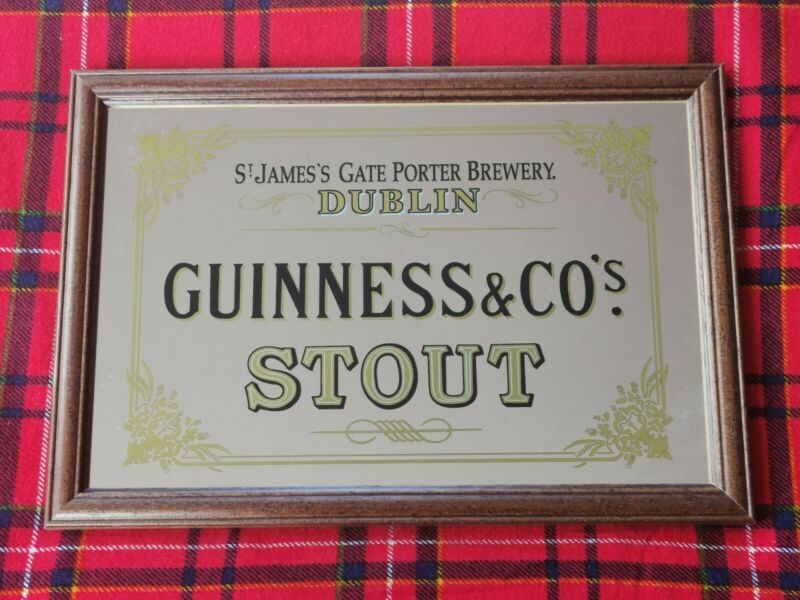 ST JAMES'S GATE PORTER BREWERY.
DUBLIN
GUINNESS & CO'S.
STOUT